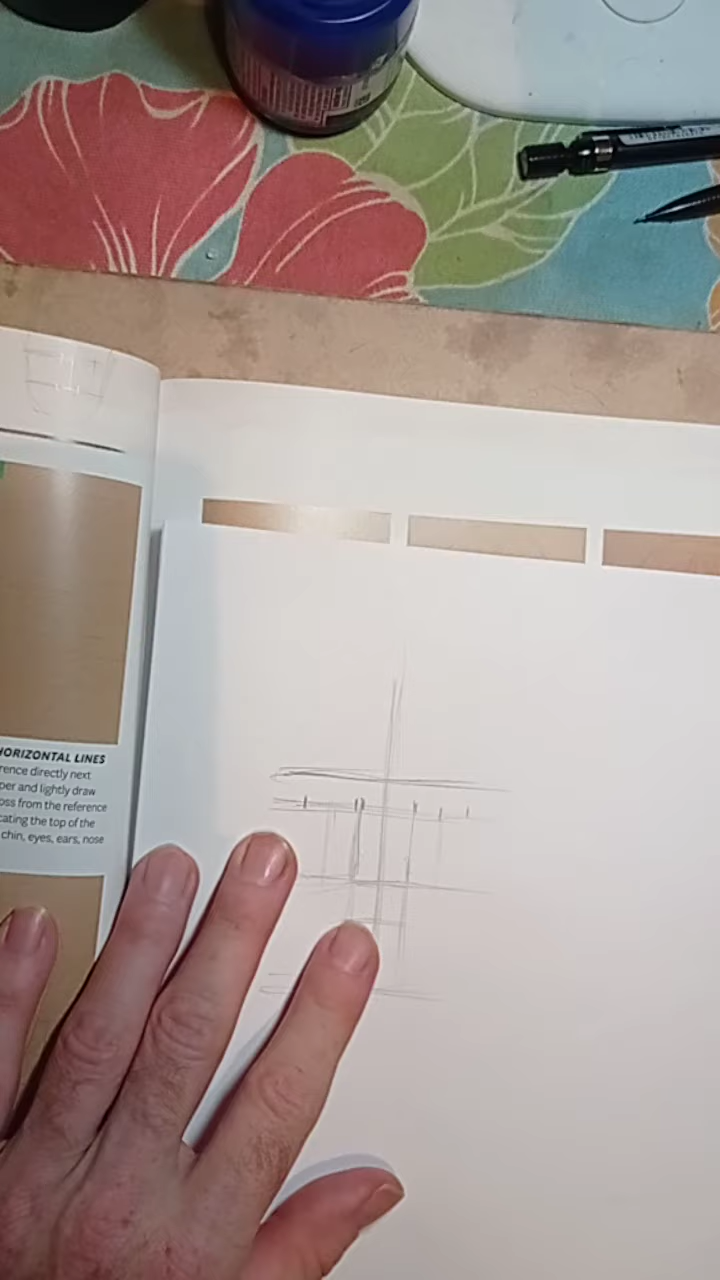 HORIZONTAL LINES
rence directly next
per and lightly draw
oss from the reference
cating the top of the
chin, eyes, ears, nose